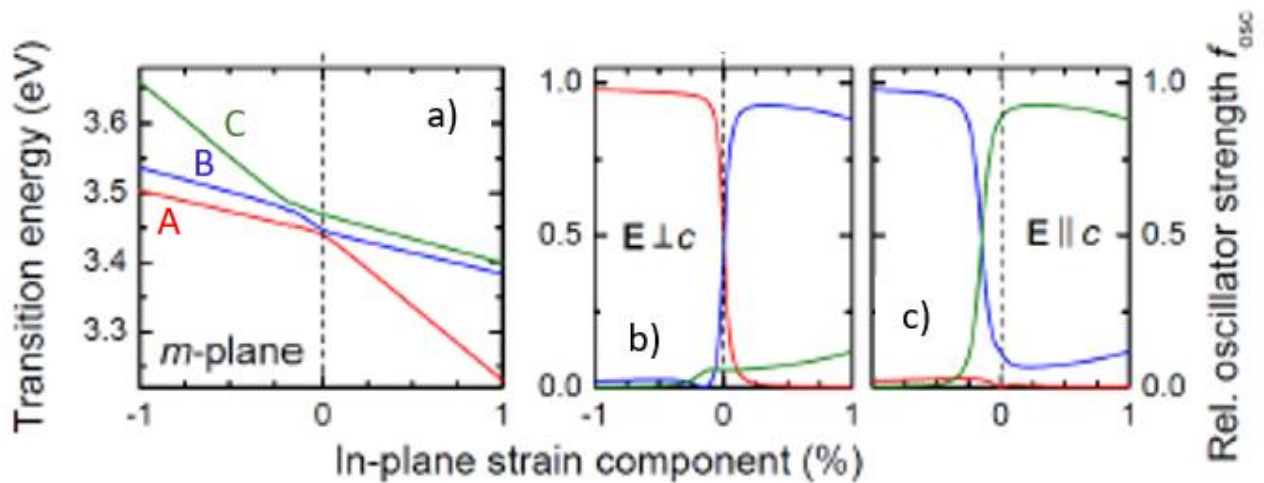 Transition energy (eV)
3.6
3.5
3.4
3.3
C
B
A
a)
m-plane
-1
0
1
1.0
0.5
0.0
E ⊥ c
b)
-1
0
1
E ∥ c
c)
0
1
1.0
0.5
0.0
Rel. oscillator strength f_osc
In-plane strain component (%)